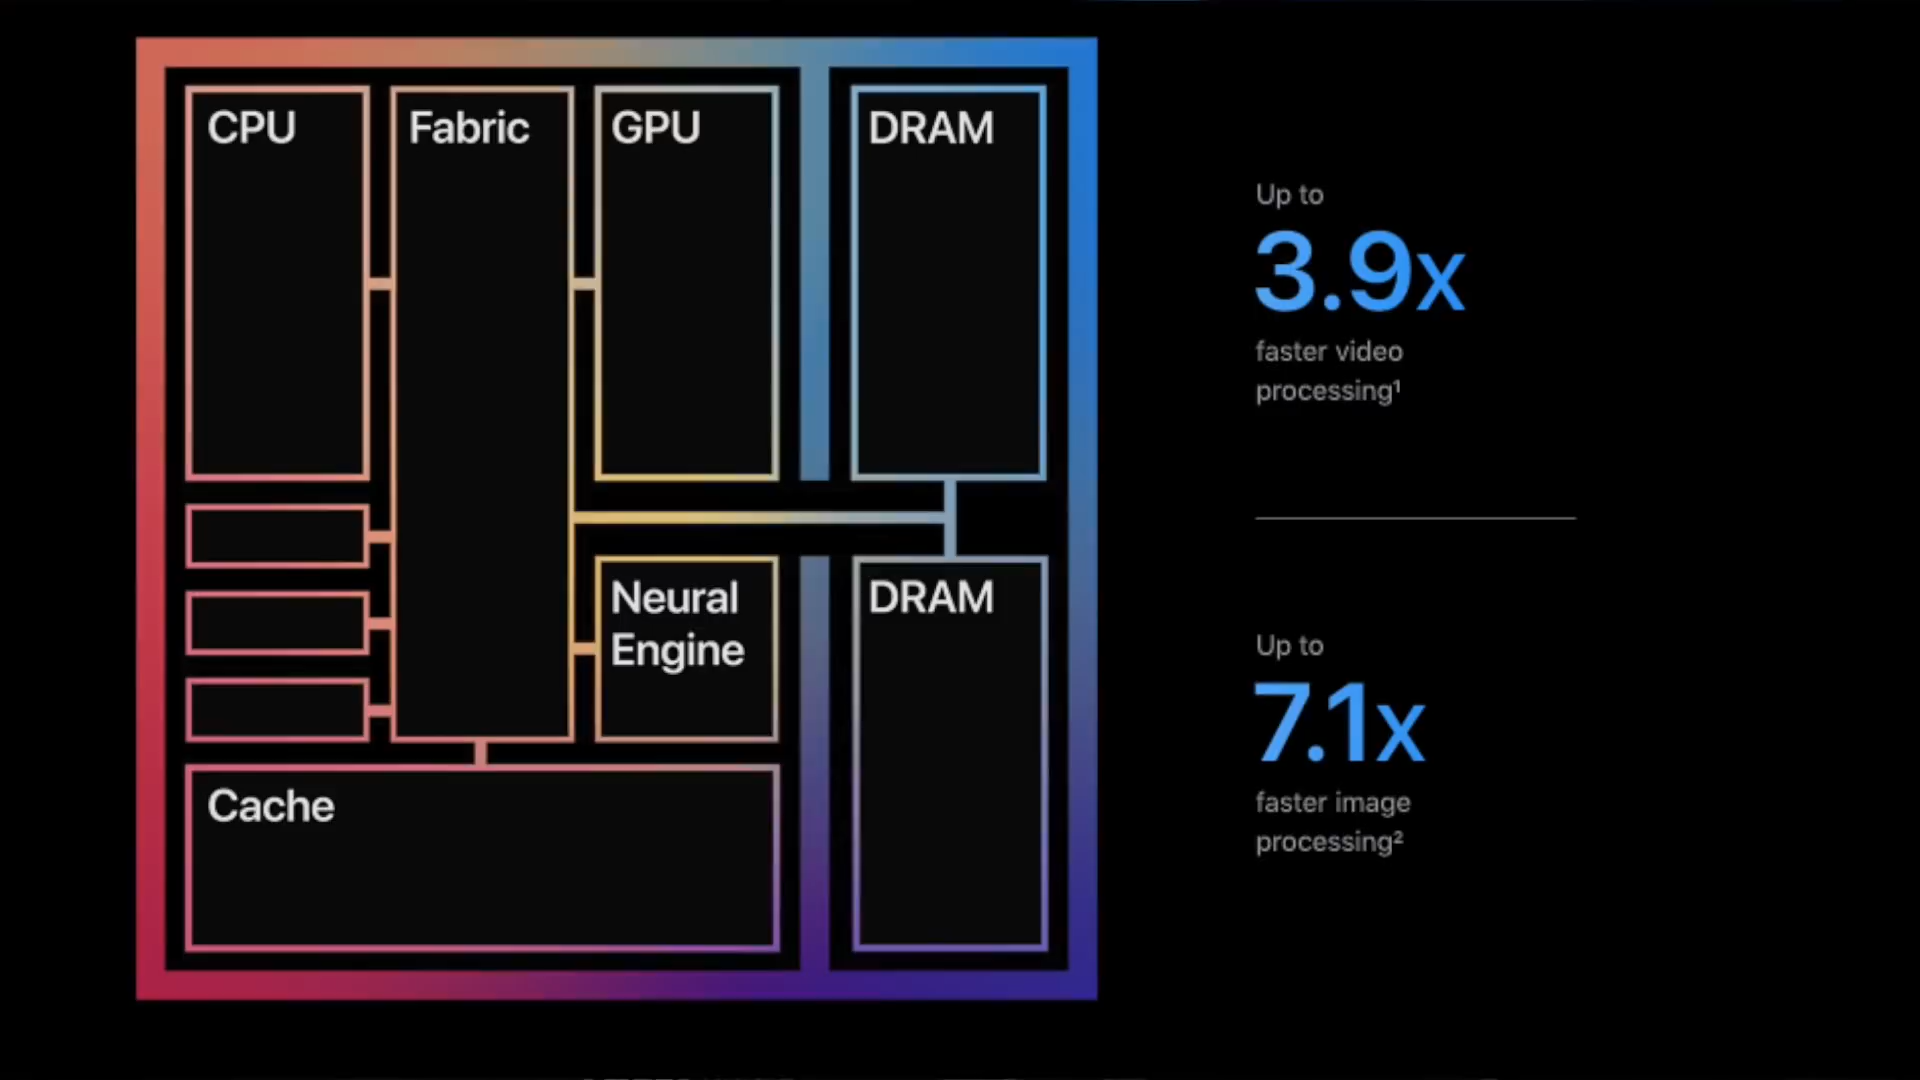 CPU
Fabric
GPU
DRAM
Neural
Engine
DRAM
Cache
Up to
3.9x
faster video
processing¹
Up to
7.1x
faster image
processing²